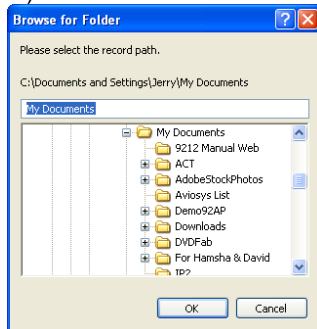 Browse for Folder
Please select the record path.
C:\Documents and Settings\Jerry\My Documents
My Documents
My Documents
9212 Manual Web
ACT
AdobeStockPhotos
Aviosys List
Demo92AP
Downloads
DVDFab
For Hamsha & David
IP2
OK Cancel